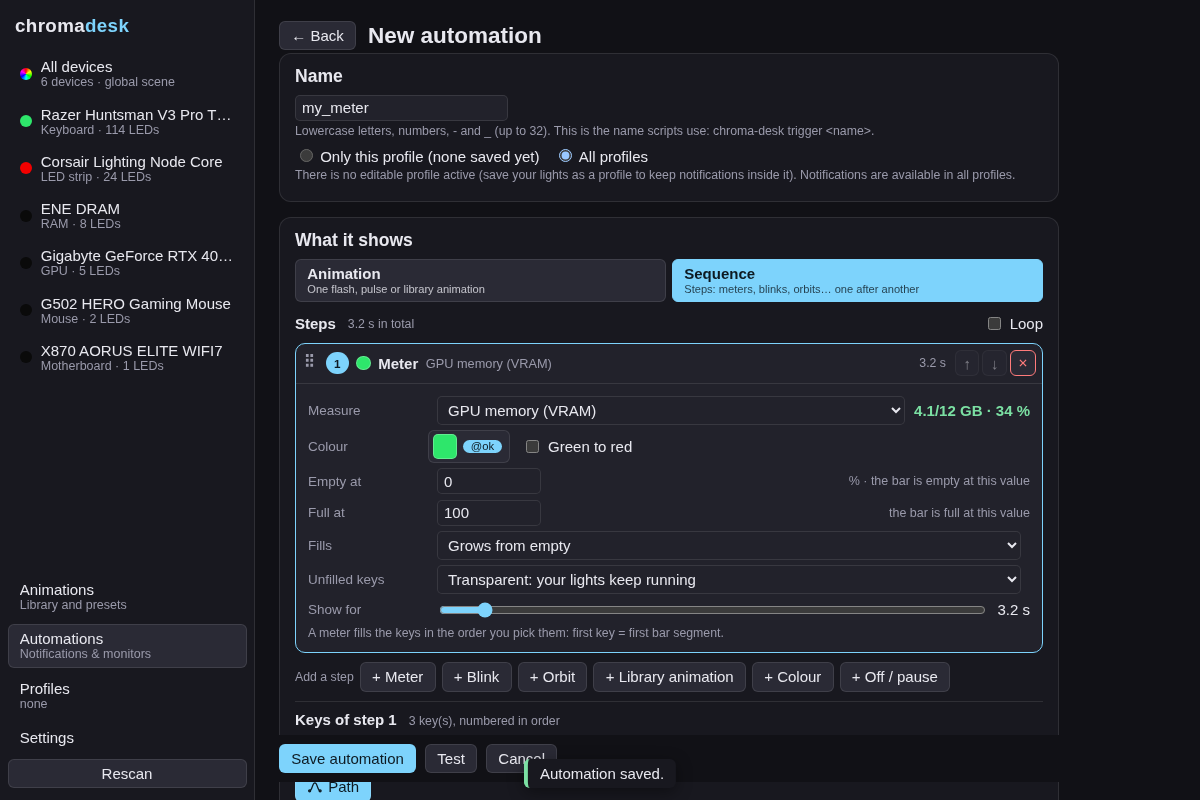 chromadesk
All devices
6 devices · global scene
Razer Huntsman V3 Pro T…
Keyboard · 114 LEDs
Corsair Lighting Node Core
LED strip · 24 LEDs
ENE DRAM
RAM · 8 LEDs
Gigabyte GeForce RTX 40…
GPU · 5 LEDs
G502 HERO Gaming Mouse
Mouse · 2 LEDs
X870 AORUS ELITE WIFI7
Motherboard · 1 LEDs
Animations
Library and presets
Automations
Notifications & monitors
Profiles
none
Settings
Rescan
← Back
New automation
Name
my_meter
Lowercase letters, numbers, - and _ (up to 32). This is the name scripts use: chroma-desk trigger <name>.
Only this profile (none saved yet) All profiles
There is no editable profile active (save your lights as a profile to keep notifications inside it). Notifications are available in all profiles.
What it shows
Animation
One flash, pulse or library animation
Sequence
Steps: meters, blinks, orbits… one after another
Steps 3.2 s in total Loop
1 Meter GPU memory (VRAM) 3.2 s ↑ ↓ ×
Measure GPU memory (VRAM) 4.1/12 GB · 34 %
Colour @ok Green to red
Empty at 0 % · the bar is empty at this value
Full at 100 the bar is full at this value
Fills Grows from empty
Unfilled keys Transparent: your lights keep running
Show for 3.2 s
A meter fills the keys in the order you pick them: first key = first bar segment.
Add a step + Meter + Blink + Orbit + Library animation + Colour + Off / pause
Keys of step 1 3 key(s), numbered in order
Save automation Test Cancel
Automation saved.
Path